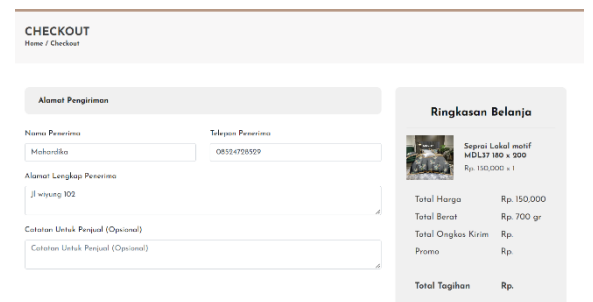 CHECKOUT
Home / Checkout
Alamat Pengiriman
Nama Penerima
Telepon Penerima
Mahardika
08524728529
Alamat Lengkap Penerima
Jl wiyung 102
Catatan Untuk Penjual (Opsional)
Catatan Untuk Penjual (Opsional)
Ringkasan Belanja
Seprai Lokal motif
MDL37 180 x 200
Rp. 150,000 x 1
Total Harga Rp. 150,000
Total Berat Rp. 700 gr
Total Ongkos Kirim Rp.
Promo Rp.
Total Tagihan Rp.